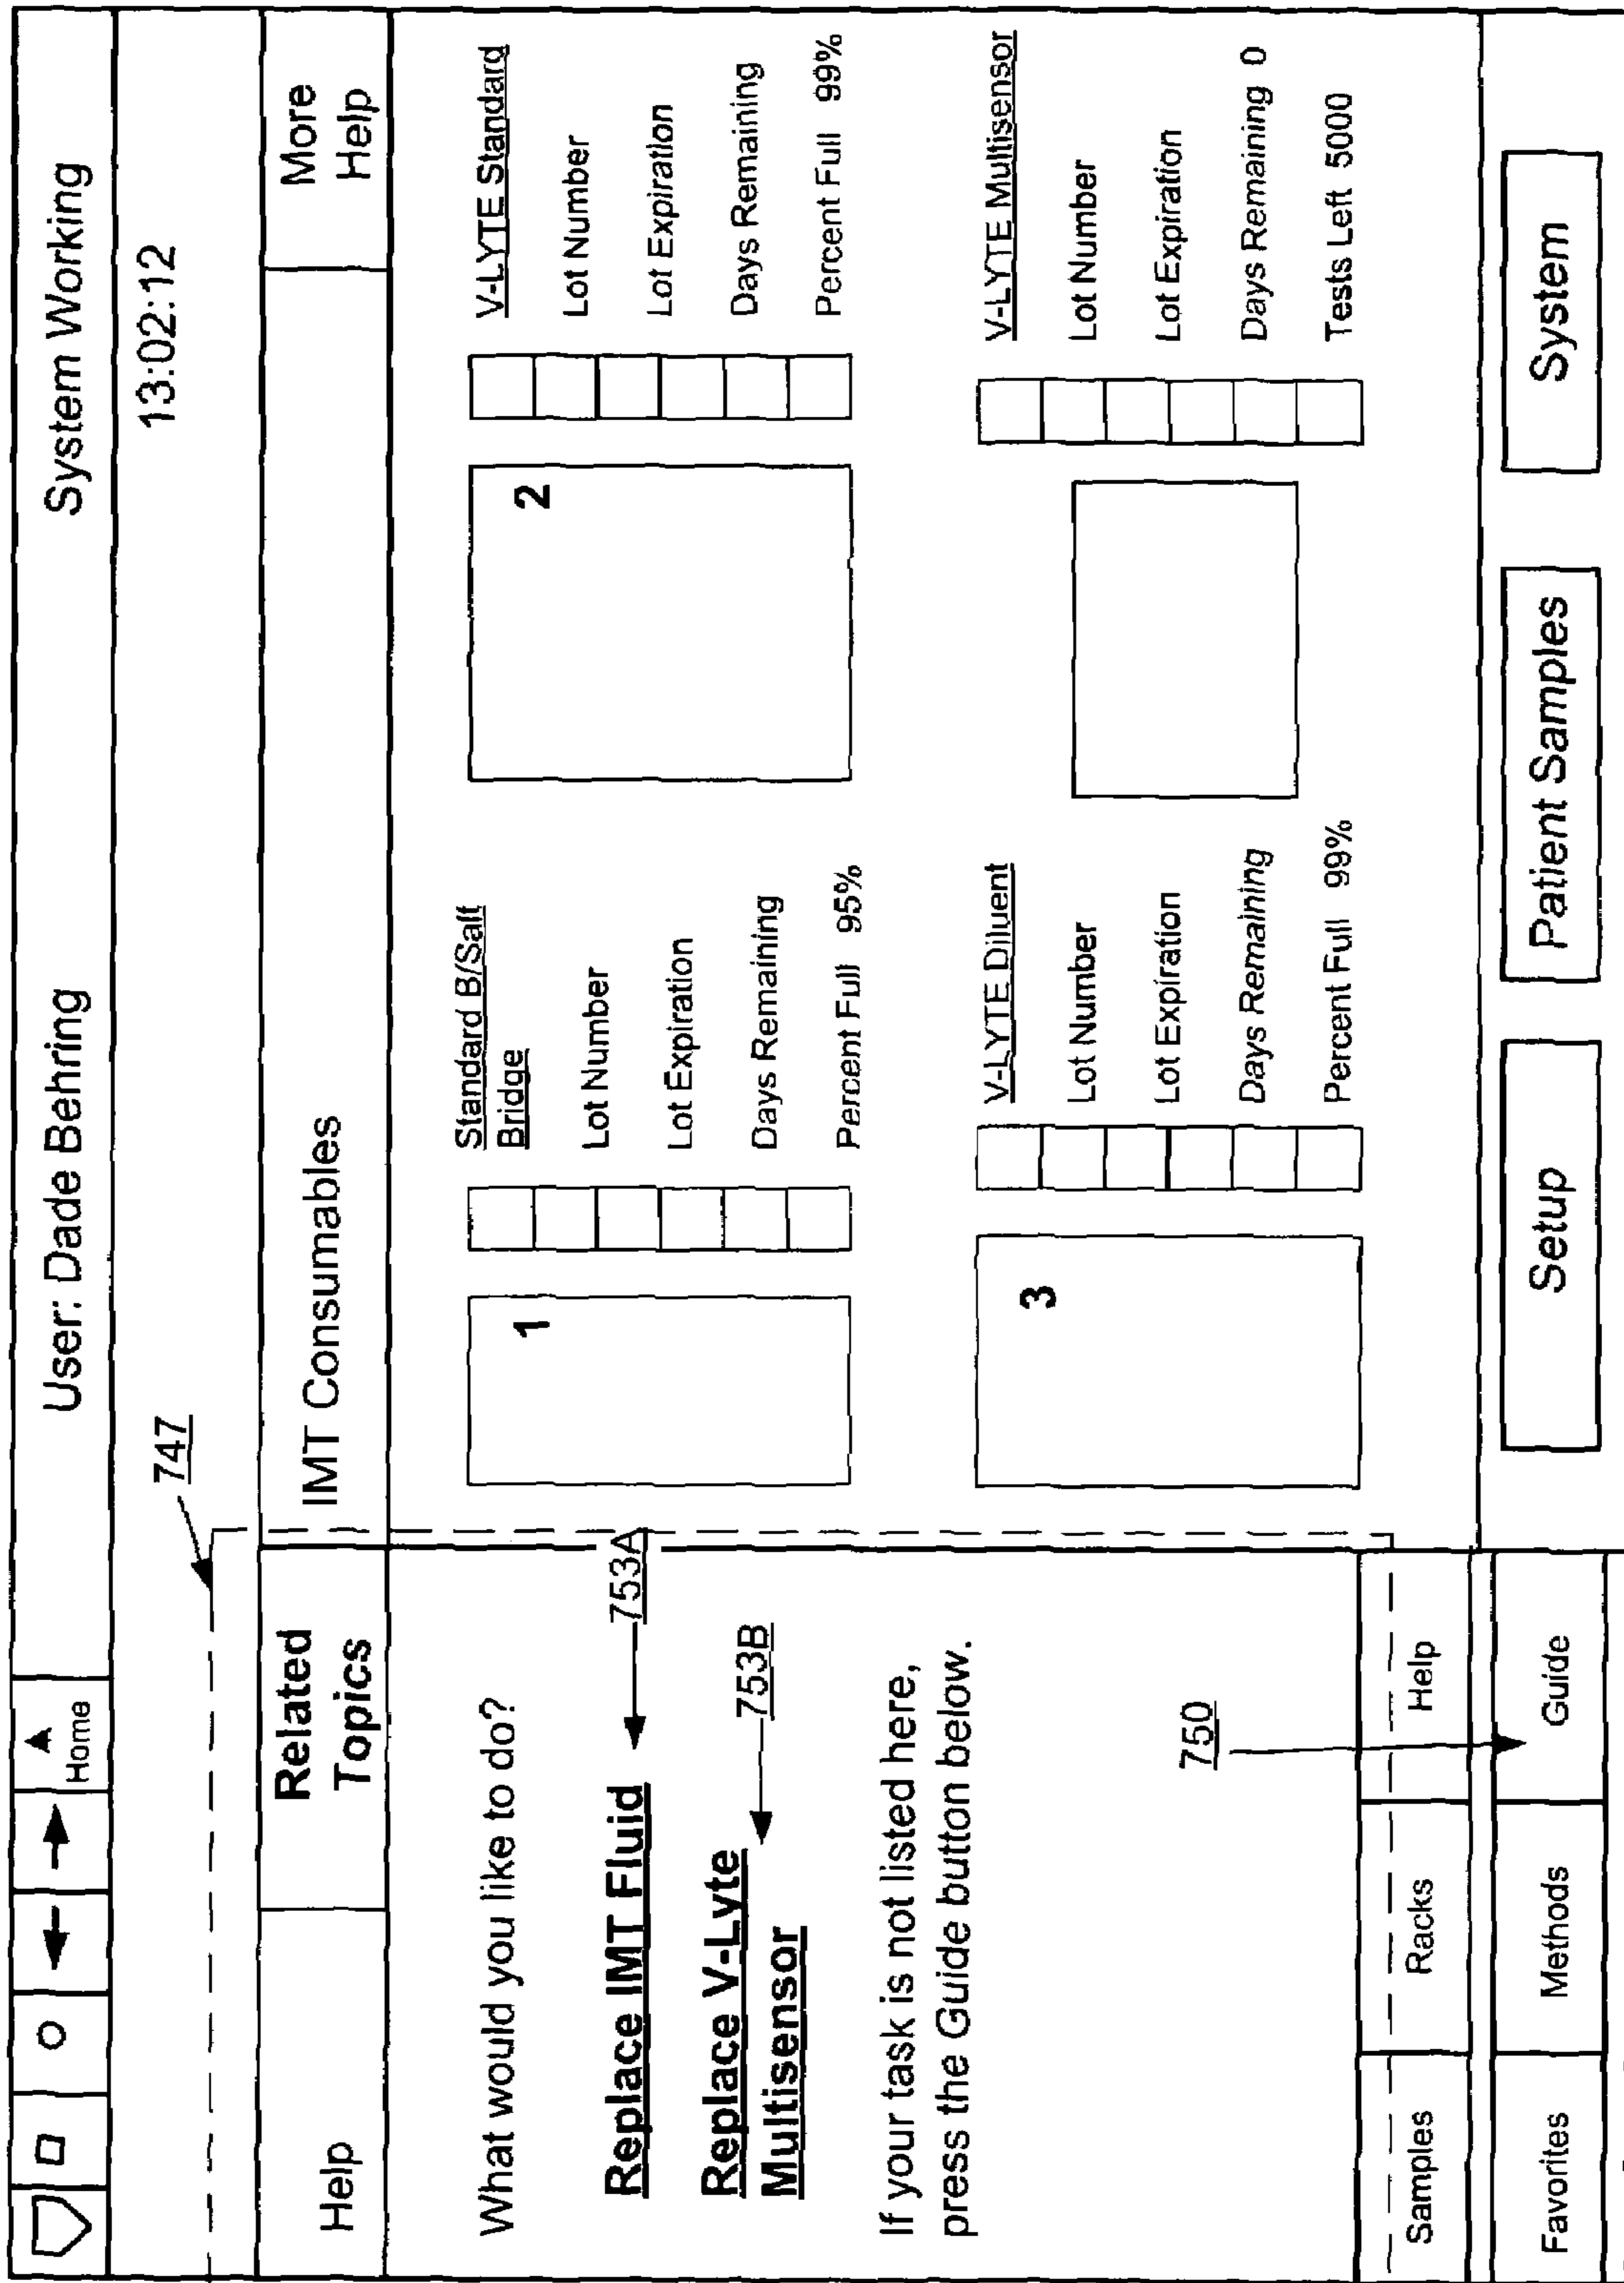 Home
User: Dade Behring
System Working
747
13:02:12
Help
Related
Topics
IMT Consumables
More
Help
What would you like to do?
Replace IMT Fluid
753A
Replace V-Lyte
Multisensor
753B
If your task is not listed here,
press the Guide button below.
750
1
Standard B/Salt
Bridge
Lot Number
Lot Expiration
Days Remaining
Percent Full 95%
2
V-LYTE Standard
Lot Number
Lot Expiration
Days Remaining
Percent Full 99%
3
V-LYTE Diluent
Lot Number
Lot Expiration
Days Remaining
Percent Full 99%
V-LYTE Multisensor
Lot Number
Lot Expiration
Days Remaining 0
Tests Left 5000
Samples
Racks
Help
Favorites
Methods
Guide
Setup
Patient Samples
System